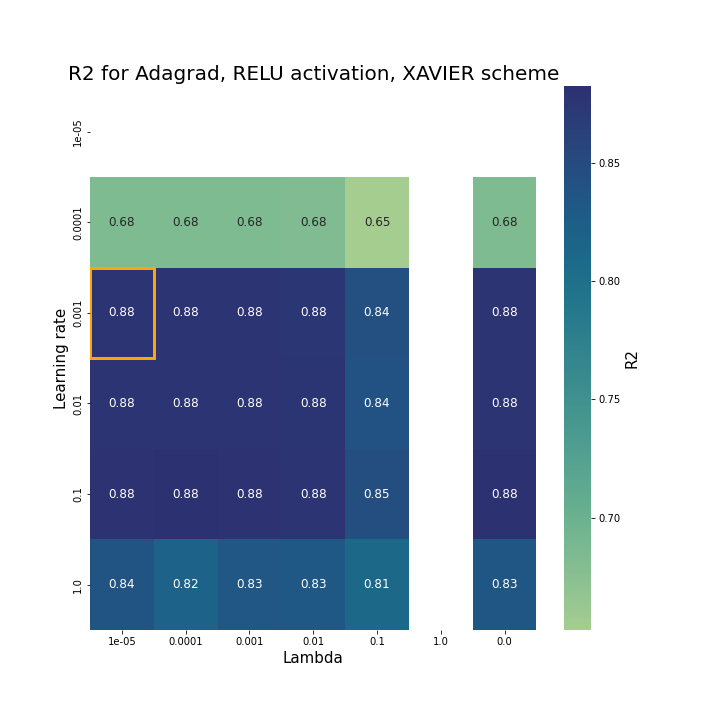 R2 for Adagrad, RELU activation, XAVIER scheme
1e-05
0.0001 0.68 0.68 0.68 0.68 0.65 0.68
0.001 0.88 0.88 0.88 0.88 0.84 0.88
0.01 0.88 0.88 0.88 0.88 0.84 0.88
0.1 0.88 0.88 0.88 0.88 0.85 0.88
1.0 0.84 0.82 0.83 0.83 0.81 0.83
Learning rate
1e-05 0.0001 0.001 0.01 0.1 1.0 0.0
Lambda
0.85
0.80
0.75
0.70
R2